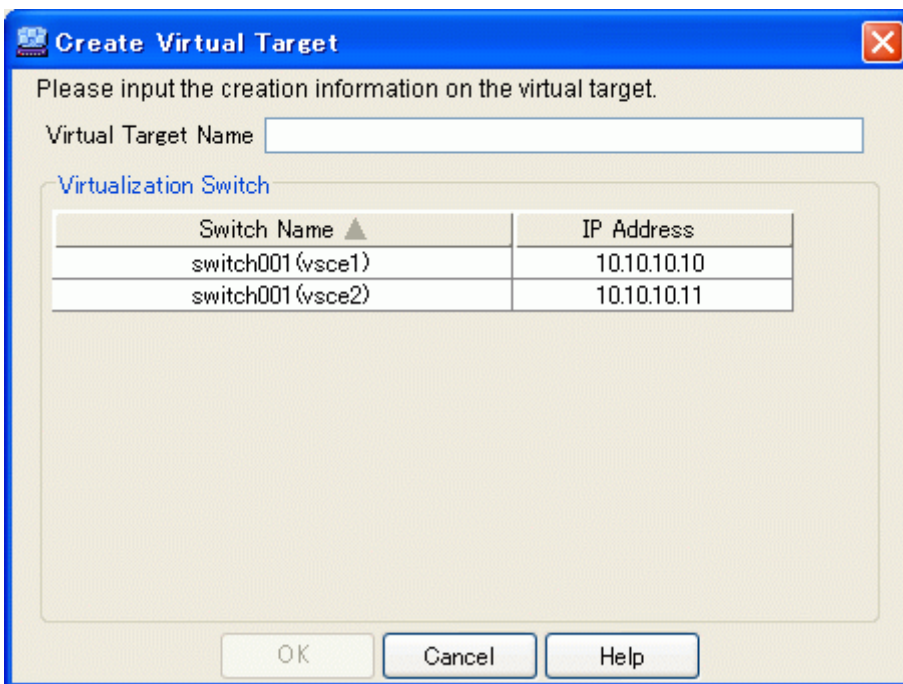 Create Virtual Target
Please input the creation information on the virtual target.
Virtual Target Name
Virtualization Switch
Switch Name IP Address
switch001(vsce1) 10.10.10.10
switch001(vsce2) 10.10.10.11
OK Cancel Help